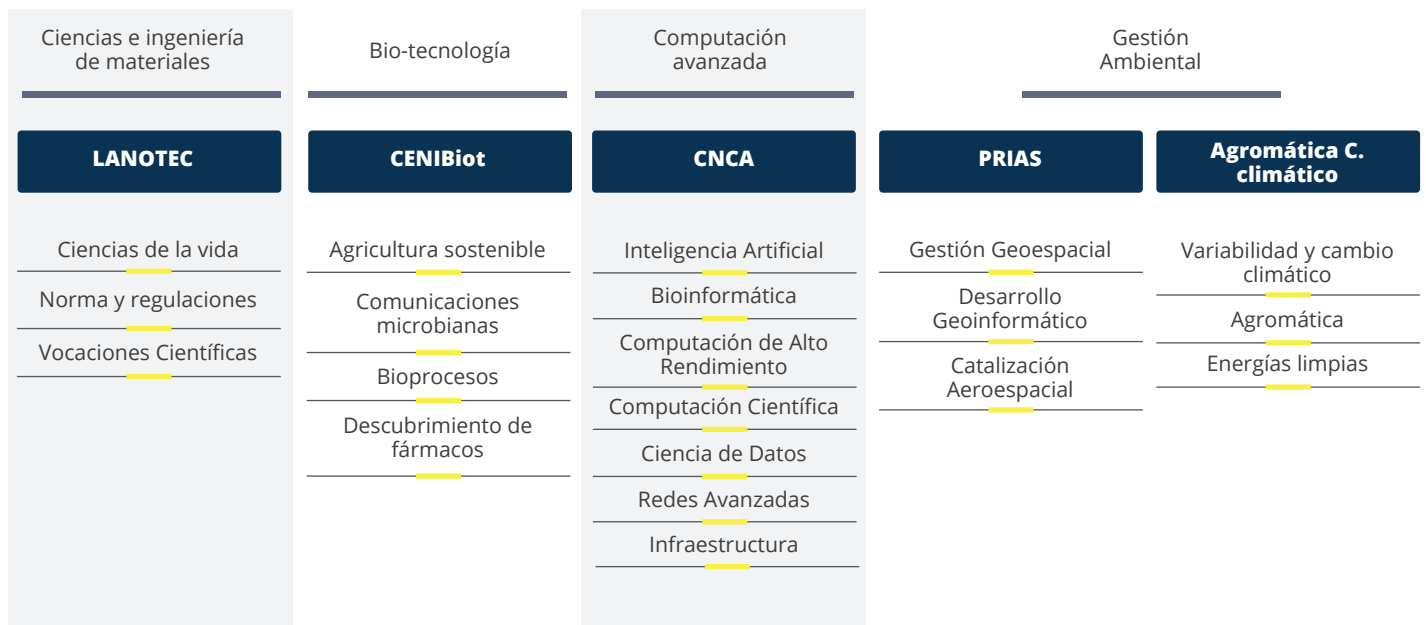 Ciencias e ingeniería
de materiales
LANOTEC
Ciencias de la vida
Norma y regulaciones
Vocaciones Científicas
Bio-tecnología
CENIBiot
Agricultura sostenible
Comunicaciones
microbianas
Bioprocesos
Descubrimiento de
fármacos
Computación
avanzada
CNCA
Inteligencia Artificial
Bioinformática
Computación de Alto
Rendimiento
Computación Científica
Ciencia de Datos
Redes Avanzadas
Infraestructura
Gestión
Ambiental
PRIAS
Gestión Geoespacial
Desarrollo
Geoinformático
Catalización
Aeroespacial
Agromática C.
climático
Variabilidad y cambio
climático
Agromática
Energías limpias